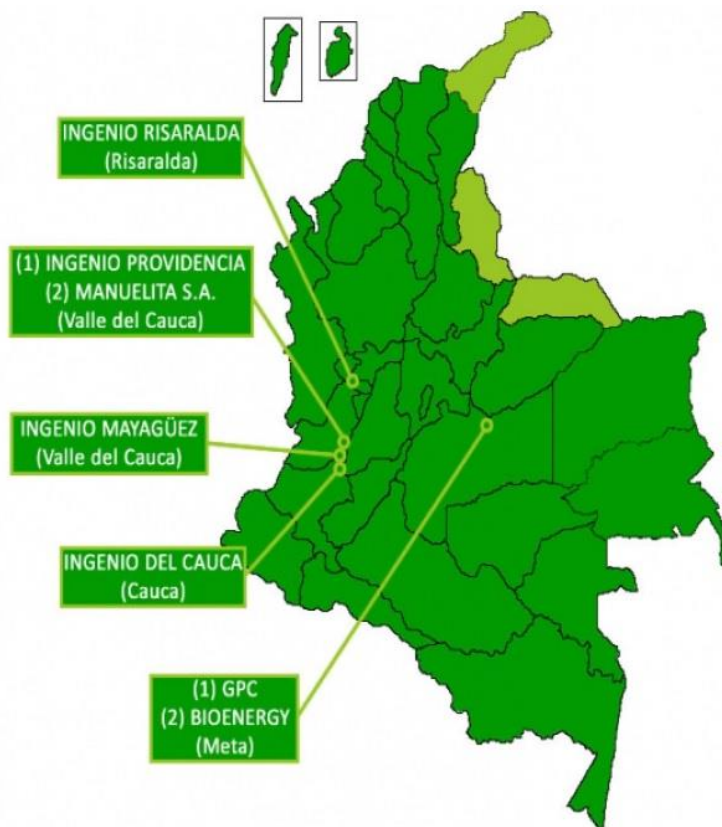 INGENIO RISARALDA
(Risaralda)
(1) INGENIO PROVIDENCIA
(2) MANUELITA S.A.
(Valle del Cauca)
INGENIO MAYAGÜEZ
(Valle del Cauca)
INGENIO DEL CAUCA
(Cauca)
(1) GPC
(2) BIOENERGY
(Meta)